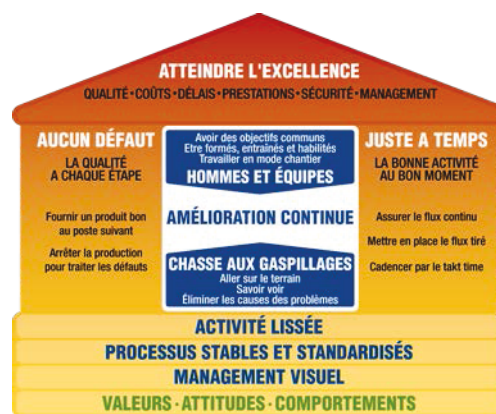 ATTEINDRE L'EXCELLENCE
QUALITÉ•COÛTS•DÉLAIS•PRESTATIONS•SÉCURITÉ•MANAGEMENT
AUCUN DÉFAUT
LA QUALITÉ
A CHAQUE ÉTAPE
Fournir un produit bon
au poste suivant
Arrêter la production
pour traiter les défauts
Avoir des objectifs communs
Etre formés, entraînés et habilités
Travailler en mode chantier
HOMMES ET ÉQUIPES
AMÉLIORATION CONTINUE
CHASSE AUX GASPILLAGES
Aller sur le terrain
Savoir voir
Éliminer les causes des problèmes
JUSTE A TEMPS
LA BONNE ACTIVITÉ
AU BON MOMENT
Assurer le flux continu
Mettre en place le flux tiré
Cadencer par le takt time
ACTIVITÉ LISSÉE
PROCESSUS STABLES ET STANDARDISÉS
MANAGEMENT VISUEL
VALEURS•ATTITUDES•COMPORTEMENTS